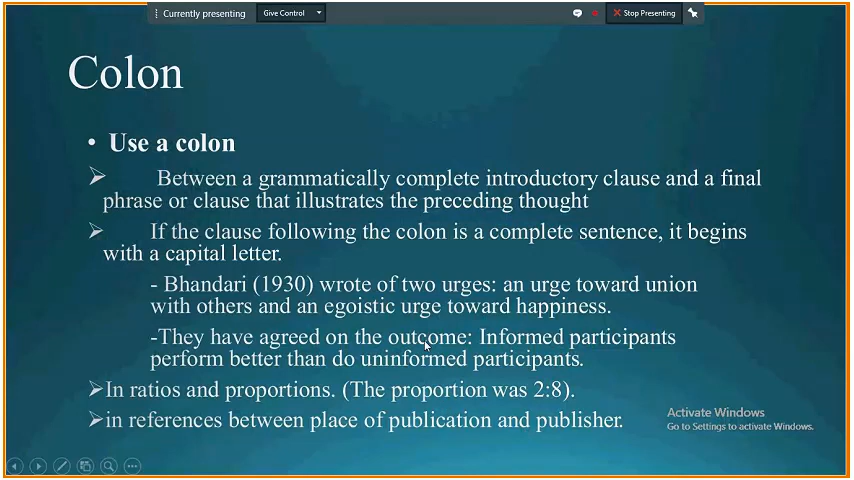 Currently presenting Give Control Stop Presenting
Colon
• Use a colon
➢ Between a grammatically complete introductory clause and a final
phrase or clause that illustrates the preceding thought
➢ If the clause following the colon is a complete sentence, it begins
with a capital letter.
- Bhandari (1930) wrote of two urges: an urge toward union
with others and an egoistic urge toward happiness.
-They have agreed on the outcome: Informed participants
perform better than do uninformed participants.
➢In ratios and proportions. (The proportion was 2:8).
➢in references between place of publication and publisher.
Activate Windows
Go to Settings to activate Windows.